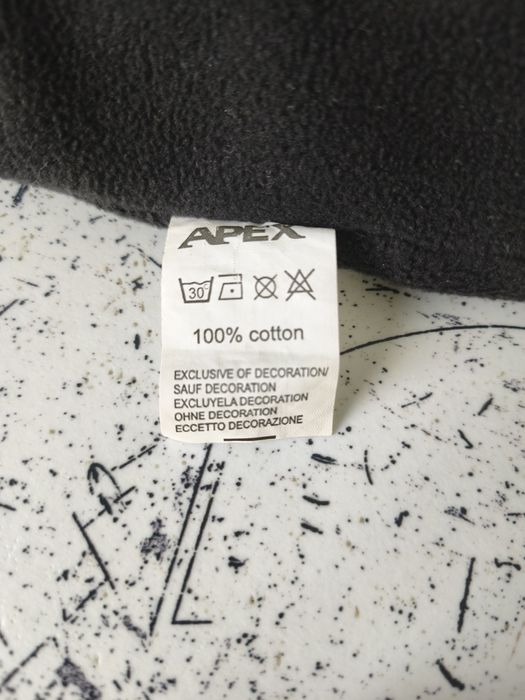 APEX
30°
100% cotton
EXCLUSIVE OF DECORATION/
SAUF DECORATION
EXCLUYELA DECORATION
OHNE DECORATION
ECCETTO DECORAZIONE